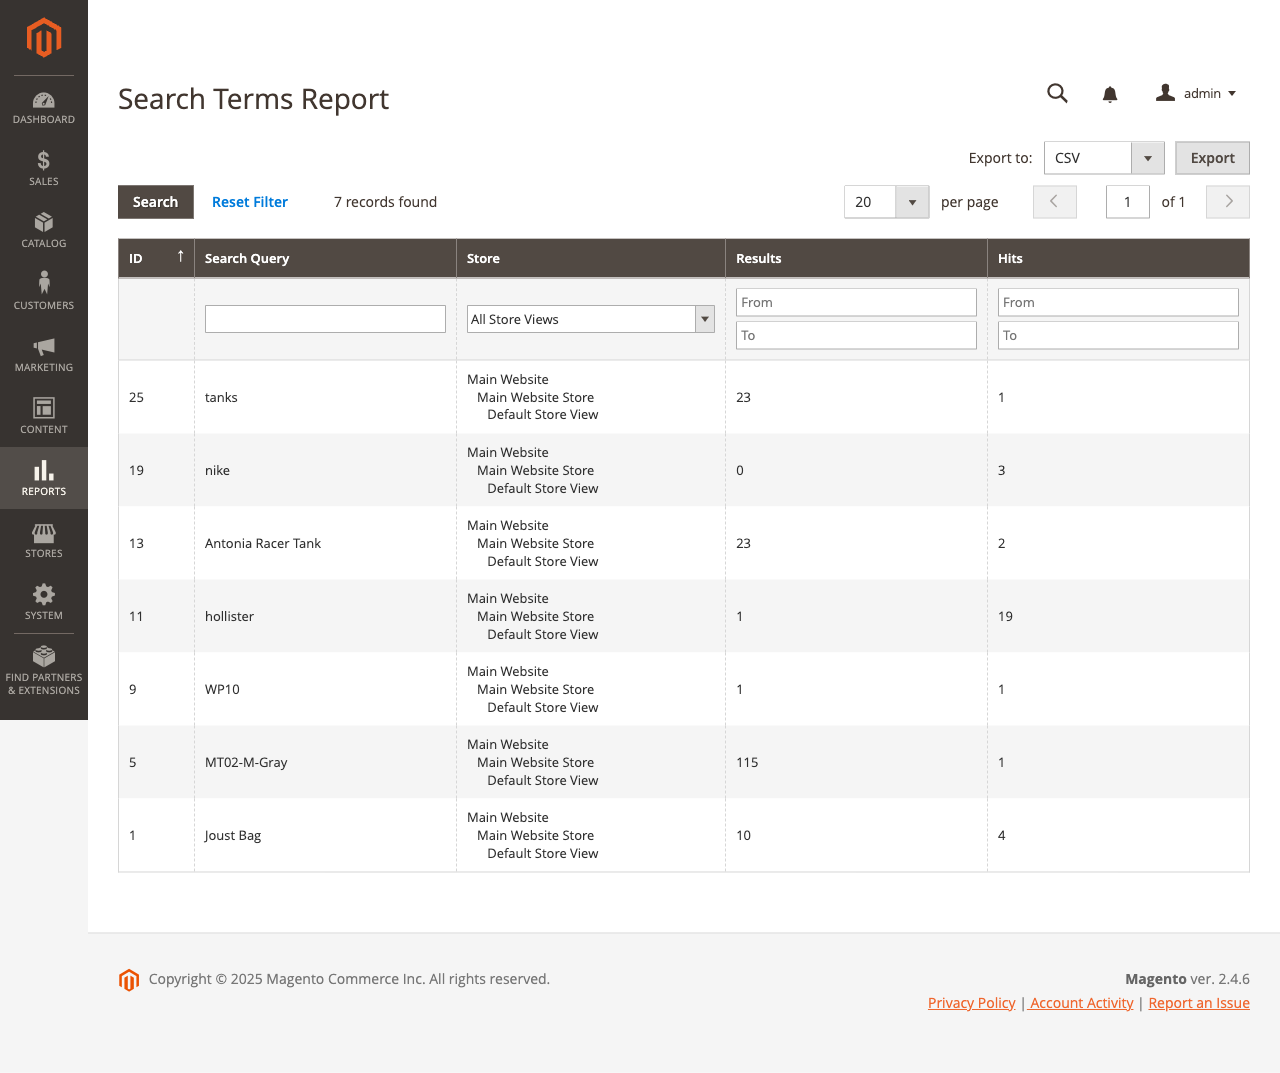 DASHBOARD
SALES
CATALOG
CUSTOMERS
MARKETING
CONTENT
REPORTS
STORES
SYSTEM
FIND PARTNERS
& EXTENSIONS
Search Terms Report
admin
Export to: CSV Export
Search Reset Filter 7 records found 20 per page 1 of 1
ID ↑ Search Query Store Results Hits
All Store Views From From
To To
25 tanks Main Website 23 1
Main Website Store
Default Store View
19 nike Main Website 0 3
Main Website Store
Default Store View
13 Antonia Racer Tank Main Website 23 2
Main Website Store
Default Store View
11 hollister Main Website 1 19
Main Website Store
Default Store View
9 WP10 Main Website 1 1
Main Website Store
Default Store View
5 MT02-M-Gray Main Website 115 1
Main Website Store
Default Store View
1 Joust Bag Main Website 10 4
Main Website Store
Default Store View
Copyright © 2025 Magento Commerce Inc. All rights reserved.
Magento ver. 2.4.6
Privacy Policy | Account Activity | Report an Issue